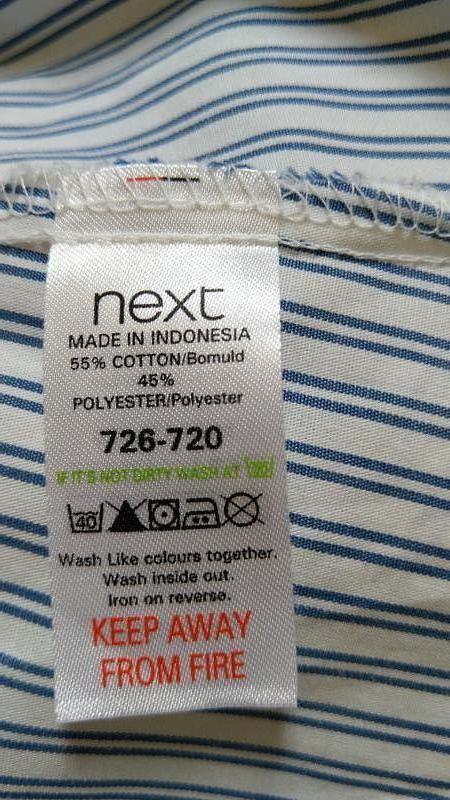 next
MADE IN INDONESIA
55% COTTON/Bomuld
45%
POLYESTER/Polyester
726-720
IF IT'S NOT DIRTY WASH AT
40
Wash Like colours together.
Wash inside out.
Iron on reverse.
KEEP AWAY
FROM FIRE